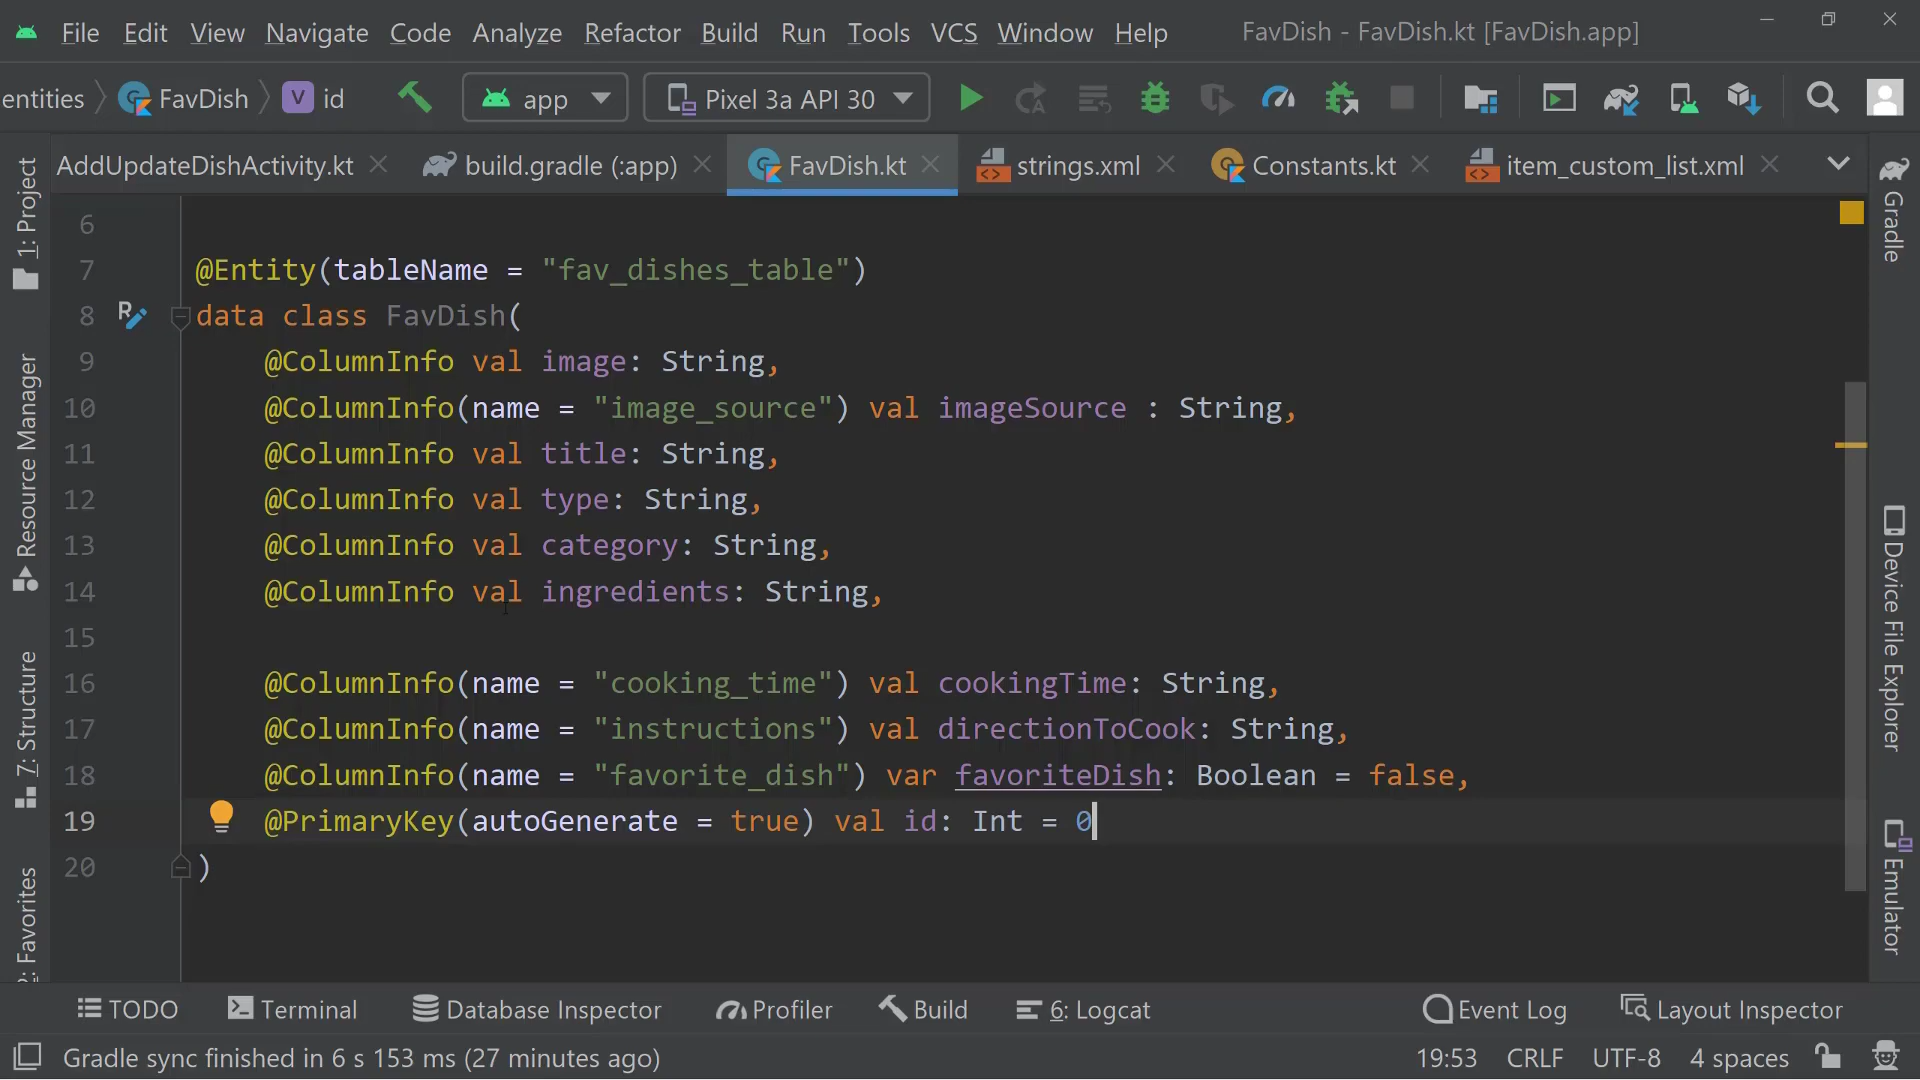 File Edit View Navigate Code Analyze Refactor Build Run Tools VCS Window Help FavDish - FavDish.kt [FavDish.app]
entities FavDish V id app Pixel 3a API 30
AddUpdateDishActivity.kt build.gradle (:app) FavDish.kt strings.xml Constants.kt item_custom_list.xml
1: Project
Resource Manager
7: Structure
2: Favorites
6
7 @Entity(tableName = "fav_dishes_table")
8 data class FavDish(
9 @ColumnInfo val image: String,
10 @ColumnInfo(name = "image_source") val imageSource : String,
11 @ColumnInfo val title: String,
12 @ColumnInfo val type: String,
13 @ColumnInfo val category: String,
14 @ColumnInfo val ingredients: String,
15
16 @ColumnInfo(name = "cooking_time") val cookingTime: String,
17 @ColumnInfo(name = "instructions") val directionToCook: String,
18 @ColumnInfo(name = "favorite_dish") var favoriteDish: Boolean = false,
19 @PrimaryKey(autoGenerate = true) val id: Int = 0
20 )
Gradle
Device File Explorer
Emulator
TODO Terminal Database Inspector Profiler Build 6: Logcat Event Log Layout Inspector
Gradle sync finished in 6 s 153 ms (27 minutes ago) 19:53 CRLF UTF-8 4 spaces